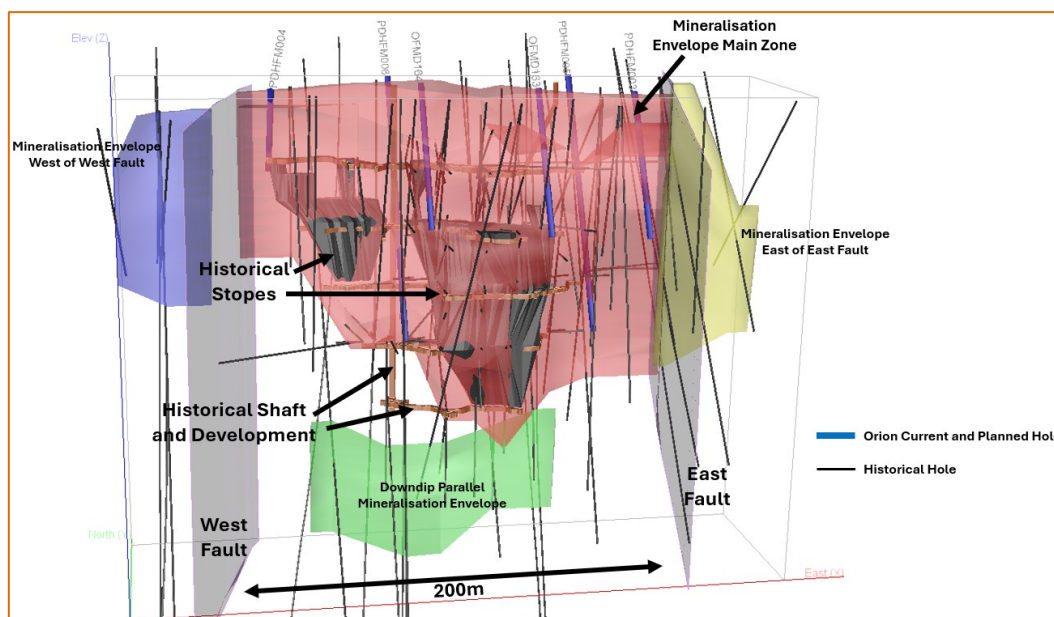 Mineralisation
Envelope Main Zone
Elev (Z)
PDHFM004
PDHFM008
OFMD164
OFMD153
Mineralisation Envelope
West of West Fault
Mineralisation Envelope
East of East Fault
Historical
Stopes
Historical Shaft
and Development
Orion Current and Planned Hol
Historical Hole
Downdip Parallel
Mineralisation Envelope
East
Fault
West
Fault
North
200m
East (X)